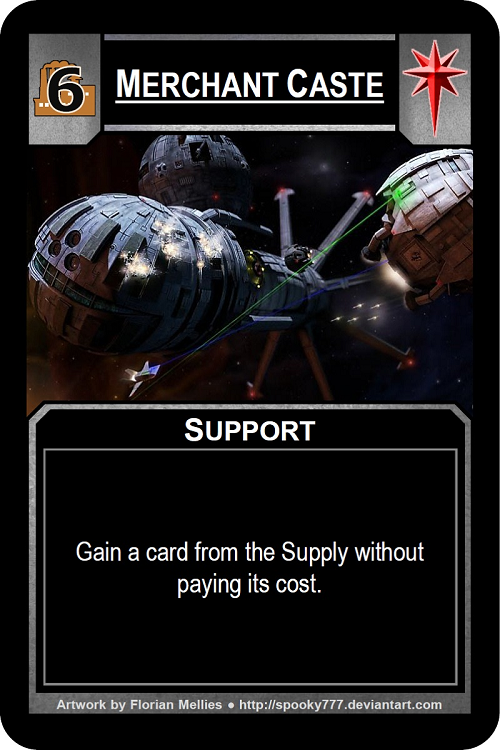 6
MERCHANT CASTE
SUPPORT
Gain a card from the Supply without
paying its cost.
Artwork by Florian Mellies ● http://spooky777.deviantart.com